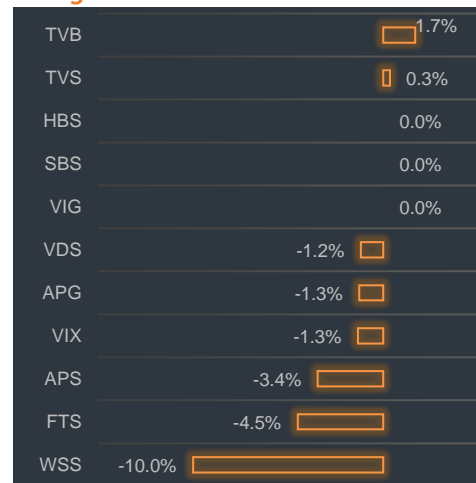 TVB 1.7%
TVS 0.3%
HBS 0.0%
SBS 0.0%
VIG 0.0%
VDS -1.2%
APG -1.3%
VIX -1.3%
APS -3.4%
FTS -4.5%
WSS -10.0%